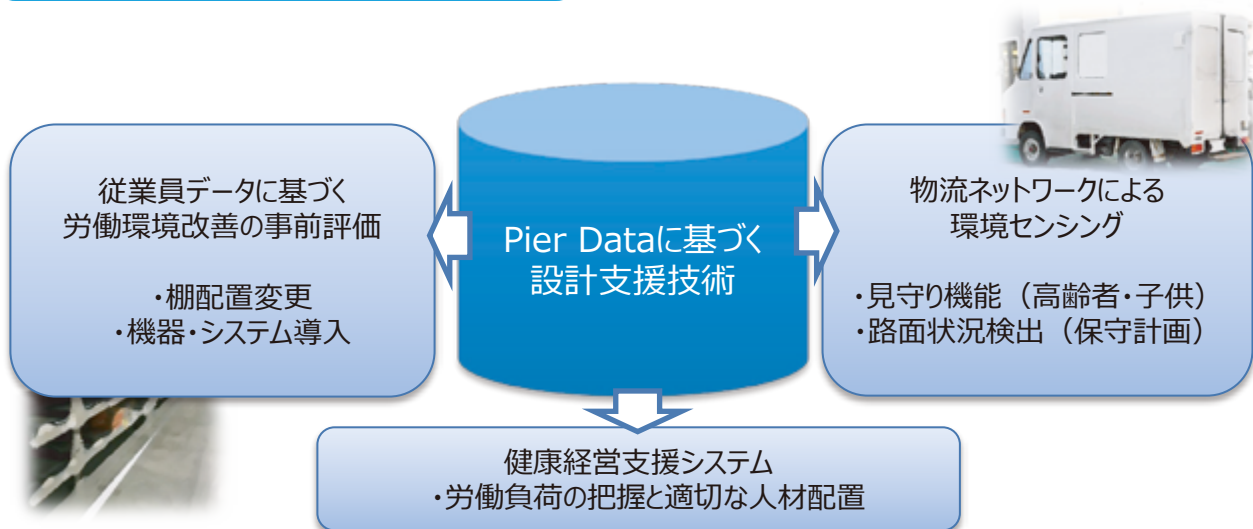 従業員データに基づく
労働環境改善の事前評価
・棚配置変更
・機器・システム導入
Pier Dataに基づく
設計支援技術
物流ネットワークによる
環境センシング
・見守り機能（高齢者・子供）
・路面状況検出（保守計画）
健康経営支援システム
・労働負荷の把握と適切な人材配置